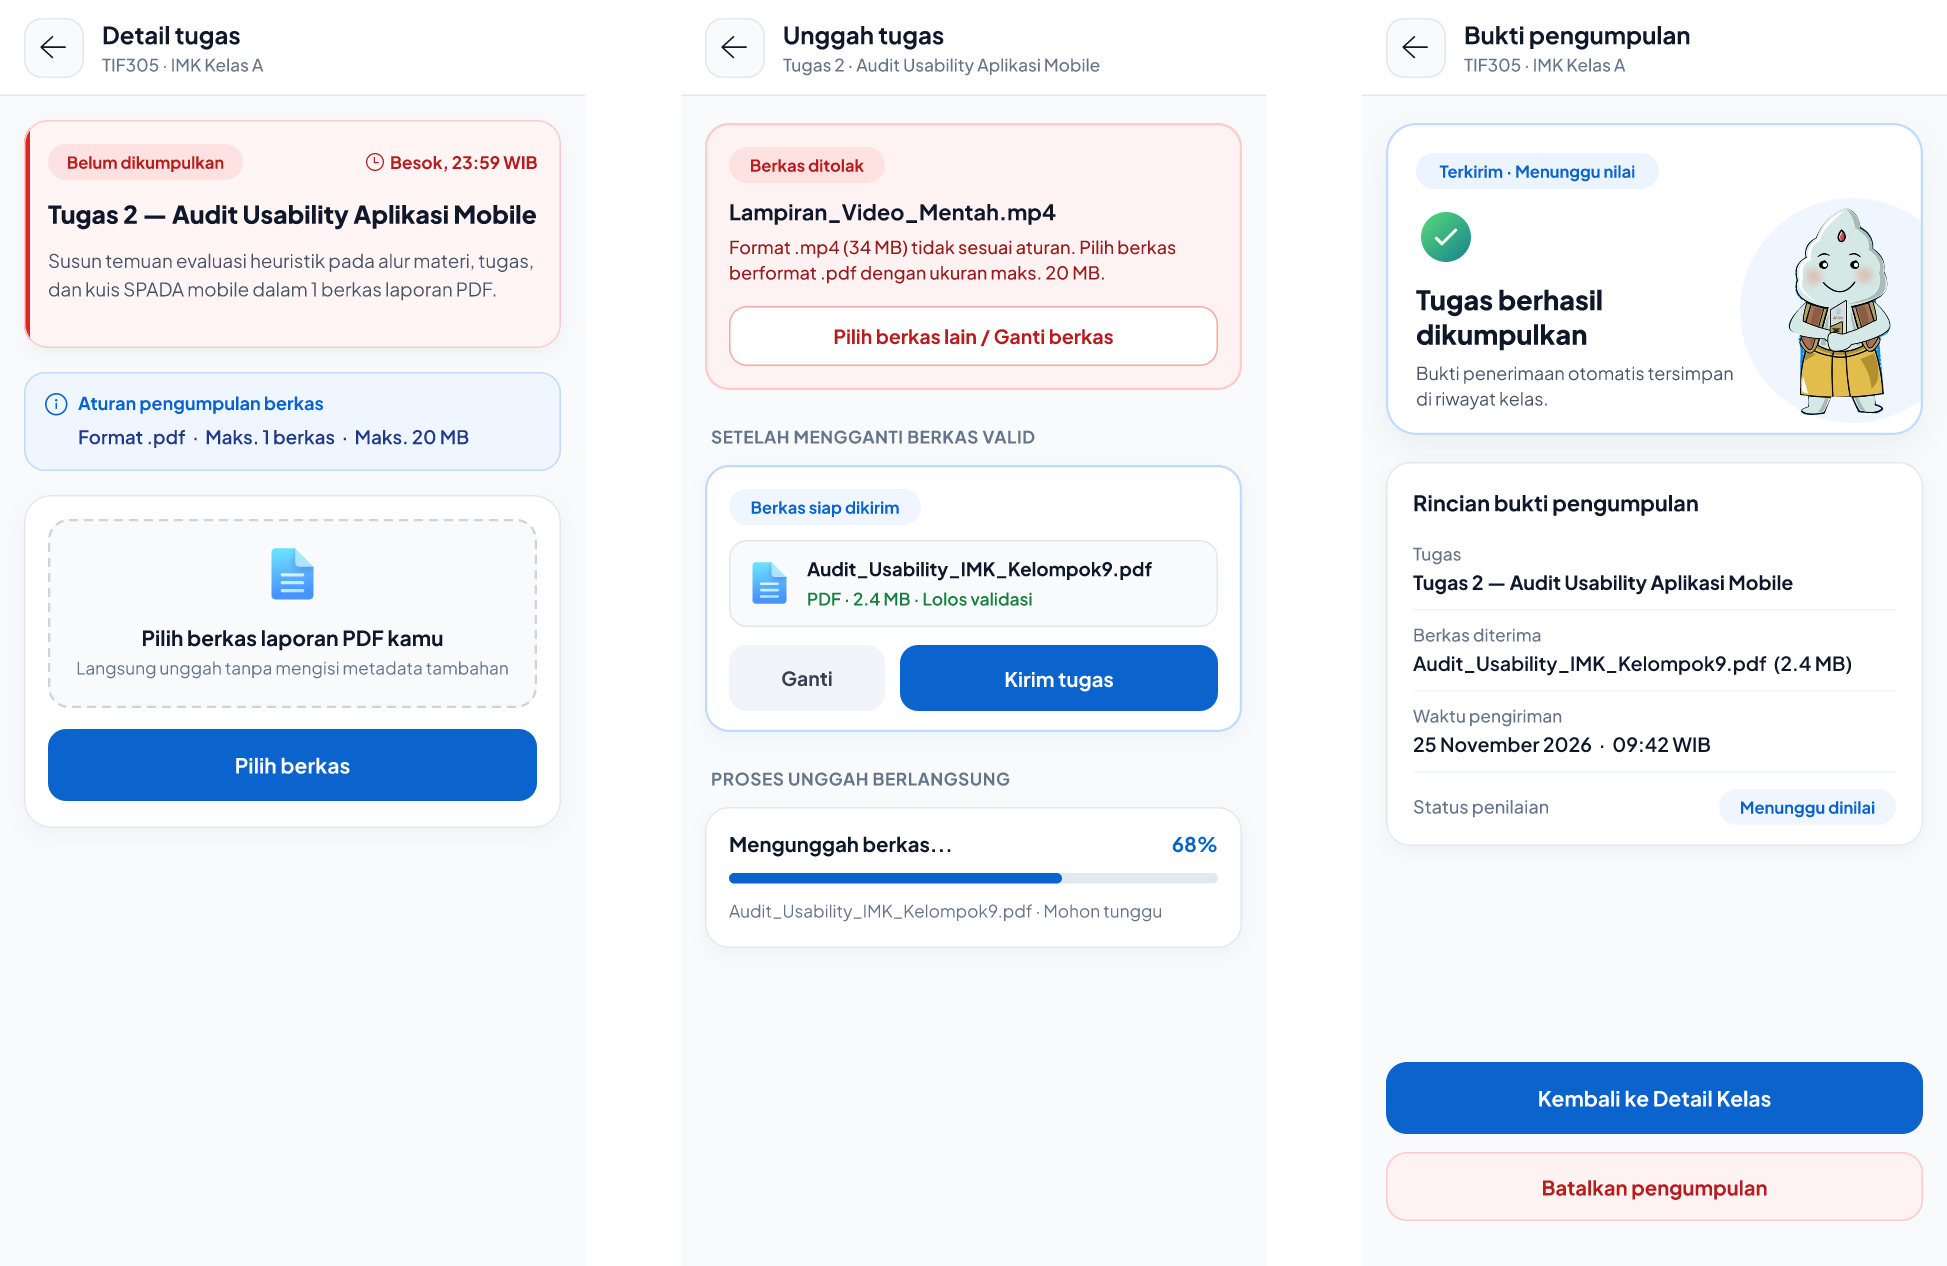 Detail tugas
TIF305 · IMK Kelas A
Belum dikumpulkan
Besok, 23:59 WIB
Tugas 2 — Audit Usability Aplikasi Mobile
Susun temuan evaluasi heuristik pada alur materi, tugas,
dan kuis SPADA mobile dalam 1 berkas laporan PDF.
Aturan pengumpulan berkas
Format .pdf · Maks. 1 berkas · Maks. 20 MB
Pilih berkas laporan PDF kamu
Langsung unggah tanpa mengisi metadata tambahan
Pilih berkas
Unggah tugas
Tugas 2 · Audit Usability Aplikasi Mobile
Berkas ditolak
Lampiran_Video_Mentah.mp4
Format .mp4 (34 MB) tidak sesuai aturan. Pilih berkas
berformat .pdf dengan ukuran maks. 20 MB.
Pilih berkas lain / Ganti berkas
SETELAH MENGGANTI BERKAS VALID
Berkas siap dikirim
Audit_Usability_IMK_Kelompok9.pdf
PDF · 2.4 MB · Lolos validasi
Ganti
Kirim tugas
PROSES UNGGAH BERLANGSUNG
Mengunggah berkas...
68%
Audit_Usability_IMK_Kelompok9.pdf · Mohon tunggu
Bukti pengumpulan
TIF305 · IMK Kelas A
Terkirim · Menunggu nilai
Tugas berhasil
dikumpulkan
Bukti penerimaan otomatis tersimpan
di riwayat kelas.
Rincian bukti pengumpulan
Tugas
Tugas 2 — Audit Usability Aplikasi Mobile
Berkas diterima
Audit_Usability_IMK_Kelompok9.pdf (2.4 MB)
Waktu pengiriman
25 November 2026 · 09:42 WIB
Status penilaian
Menunggu dinilai
Kembali ke Detail Kelas
Batalkan pengumpulan